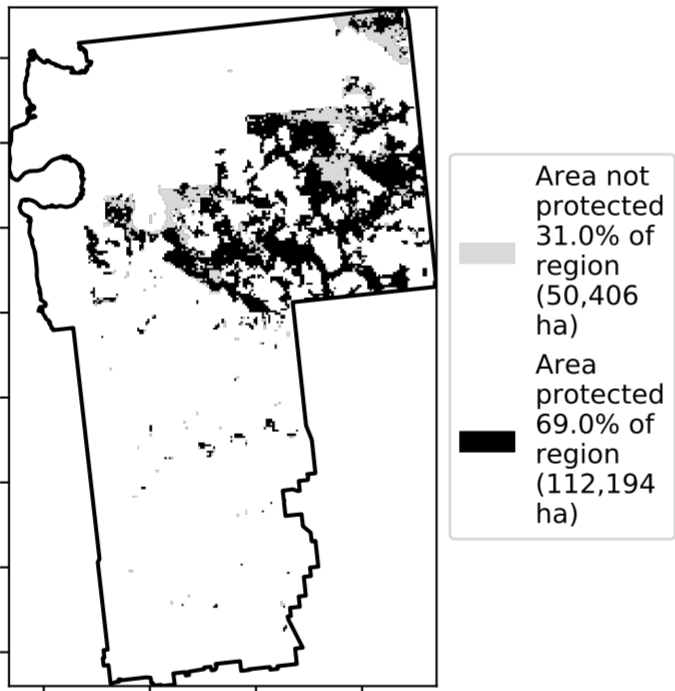 Area not
protected
31.0% of
region
(50,406
ha)
Area
protected
69.0% of
region
(112,194
ha)